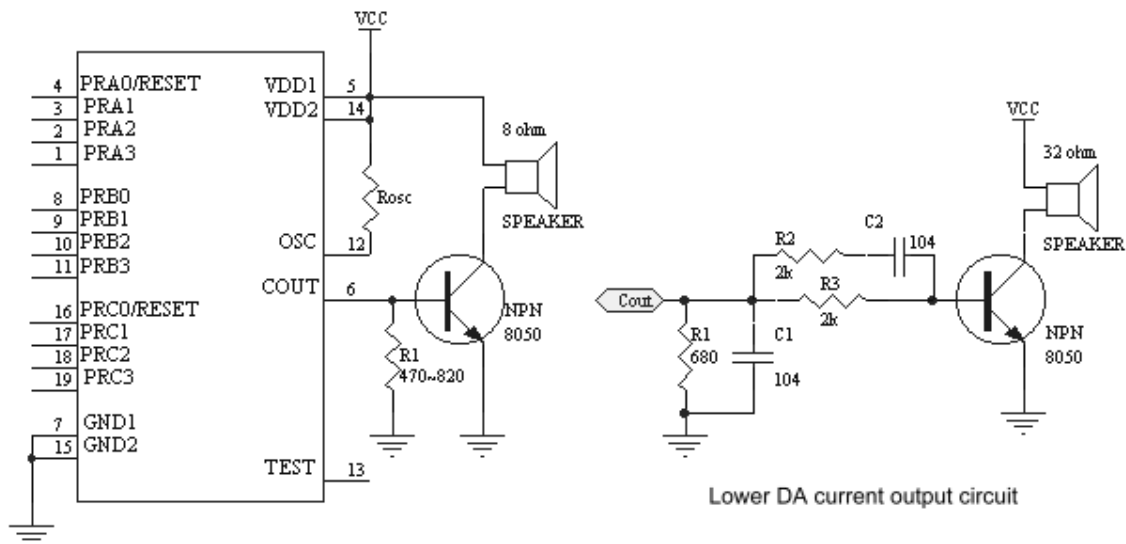 VCC
4 PRA0/RESET
3 PRA1
2 PRA2
1 PRA3
8 PRB0
9 PRB1
10 PRB2
11 PRB3
16 PRC0/RESET
17 PRC1
18 PRC2
19 PRC3
7 GND1
15 GND2
VDD1 5
VDD2 14
OSC 12
COUT 6
TEST 13
Rosc
8 ohm
SPEAKER
NPN
8050
R1
470~820
VCC
32 ohm
SPEAKER
C2
104
R2
2k
R3
2k
Cout
R1
680
C1
104
NPN
8050
Lower DA current output circuit